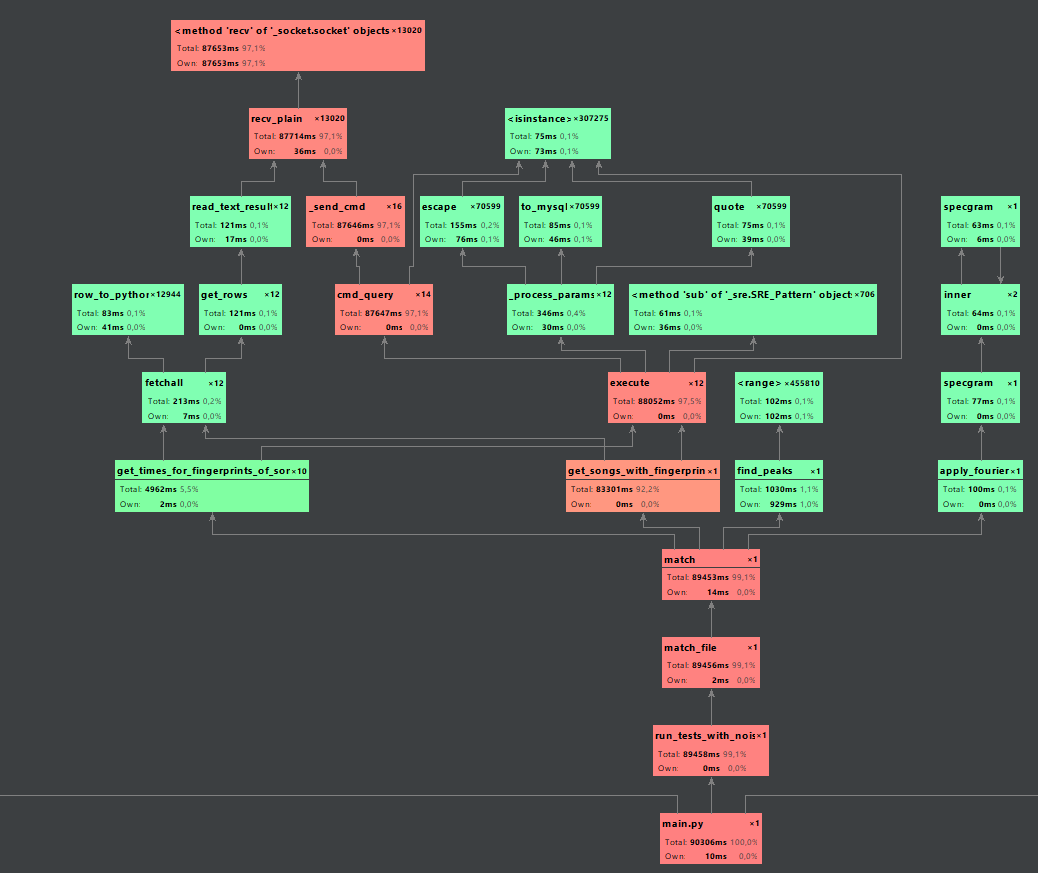 <method 'recv' of '_socket.socket' objects ×13020
Total: 87653ms 97,1%
Own: 87653ms 97,1%
recv_plain ×13020
Total: 87714ms 97,1%
Own: 36ms 0,0%
<isinstance> ×307275
Total: 75ms 0,1%
Own: 73ms 0,1%
read_text_result ×12
Total: 121ms 0,1%
Own: 17ms 0,0%
_send_cmd ×16
Total: 87646ms 97,1%
Own: 0ms 0,0%
escape ×70599
Total: 155ms 0,2%
Own: 76ms 0,1%
to_mysql ×70599
Total: 85ms 0,1%
Own: 46ms 0,1%
quote ×70599
Total: 75ms 0,1%
Own: 39ms 0,0%
specgram ×1
Total: 63ms 0,1%
Own: 6ms 0,0%
row_to_python ×12944
Total: 83ms 0,1%
Own: 41ms 0,0%
get_rows ×12
Total: 121ms 0,1%
Own: 0ms 0,0%
cmd_query ×14
Total: 87647ms 97,1%
Own: 0ms 0,0%
_process_params ×12
Total: 346ms 0,4%
Own: 30ms 0,0%
<method 'sub' of '_sre.SRE_Pattern' object: ×706
Total: 61ms 0,1%
Own: 36ms 0,0%
inner ×2
Total: 64ms 0,1%
Own: 0ms 0,0%
fetchall ×12
Total: 213ms 0,2%
Own: 7ms 0,0%
execute ×12
Total: 88052ms 97,5%
Own: 0ms 0,0%
<range> ×455810
Total: 102ms 0,1%
Own: 102ms 0,1%
specgram ×1
Total: 77ms 0,1%
Own: 0ms 0,0%
get_times_for_fingerprints_of_sor ×10
Total: 4962ms 5,5%
Own: 2ms 0,0%
get_songs_with_fingerprin ×1
Total: 83301ms 92,2%
Own: 0ms 0,0%
find_peaks ×1
Total: 1030ms 1,1%
Own: 929ms 1,0%
apply_fourier ×1
Total: 100ms 0,1%
Own: 0ms 0,0%
match ×1
Total: 89453ms 99,1%
Own: 14ms 0,0%
match_file ×1
Total: 89456ms 99,1%
Own: 2ms 0,0%
run_tests_with_nois ×1
Total: 89458ms 99,1%
Own: 0ms 0,0%
main.py ×1
Total: 90306ms 100,0%
Own: 10ms 0,0%